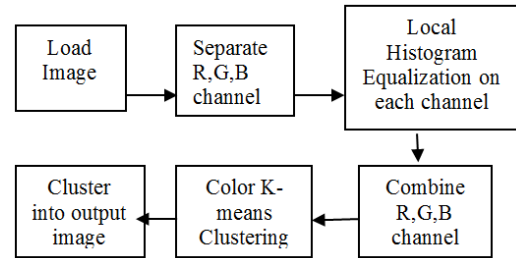 Load
Image
Separate
R,G,B
channel
Local
Histogram
Equalization on
each channel
Combine
R,G,B
channel
Color K-
means
Clustering
Cluster
into output
image